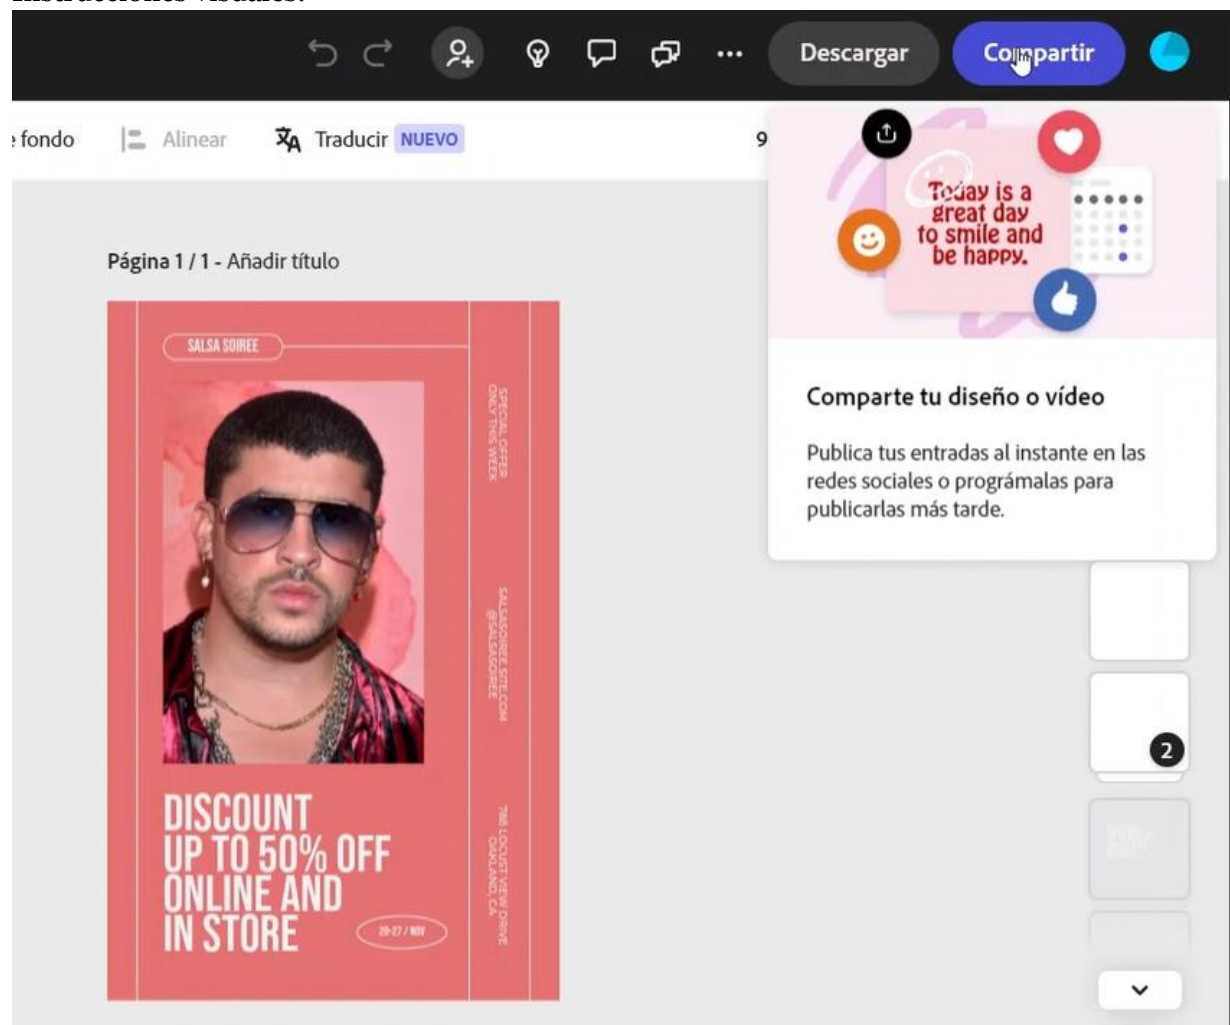 Descargar
Compartir
e fondo
Alinear
Traducir NUEVO
9
Today is a
great day
to smile and
be happy.
Comparte tu diseño o vídeo
Publica tus entradas al instante en las
redes sociales o prográmalas para
publicarlas más tarde.
Página 1 / 1 - Añadir título
SALSA SOIREE
SPECIAL OFFER
ONLY THIS WEEK
SALSASOIREE.SITE.COM
@SALSASOIREE
788 LOCUST VIEW DRIVE
OAKLAND, CA
DISCOUNT
UP TO 50% OFF
ONLINE AND
IN STORE
20-27 / NOV
2